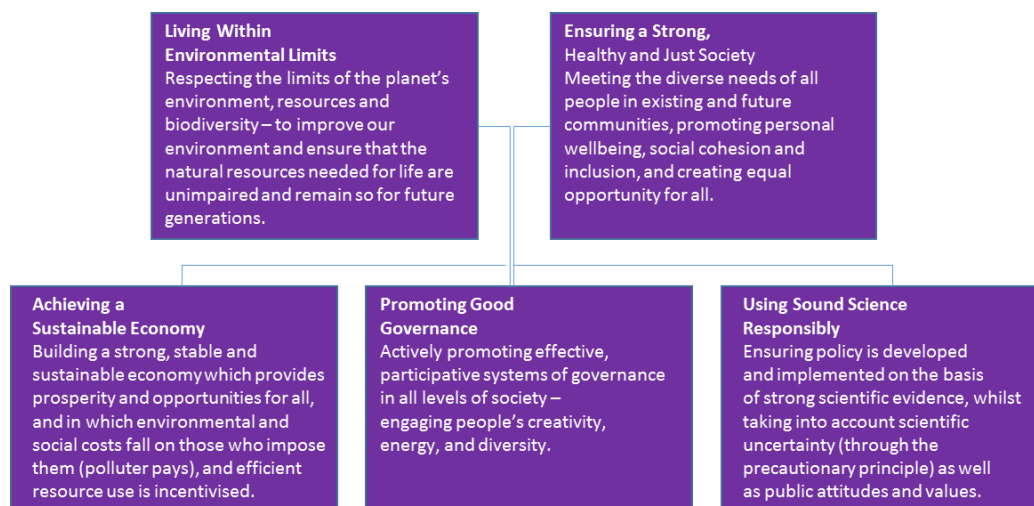 Living Within
Environmental Limits
Respecting the limits of the planet's
environment, resources and
biodiversity – to improve our
environment and ensure that the
natural resources needed for life are
unimpaired and remain so for future
generations.
Ensuring a Strong,
Healthy and Just Society
Meeting the diverse needs of all
people in existing and future
communities, promoting personal
wellbeing, social cohesion and
inclusion, and creating equal
opportunity for all.
Achieving a
Sustainable Economy
Building a strong, stable and
sustainable economy which provides
prosperity and opportunities for all,
and in which environmental and
social costs fall on those who impose
them (polluter pays), and efficient
resource use is incentivised.
Promoting Good
Governance
Actively promoting effective,
participative systems of governance
in all levels of society –
engaging people's creativity,
energy, and diversity.
Using Sound Science
Responsibly
Ensuring policy is developed
and implemented on the basis
of strong scientific evidence, whilst
taking into account scientific
uncertainty (through the
precautionary principle) as well
as public attitudes and values.